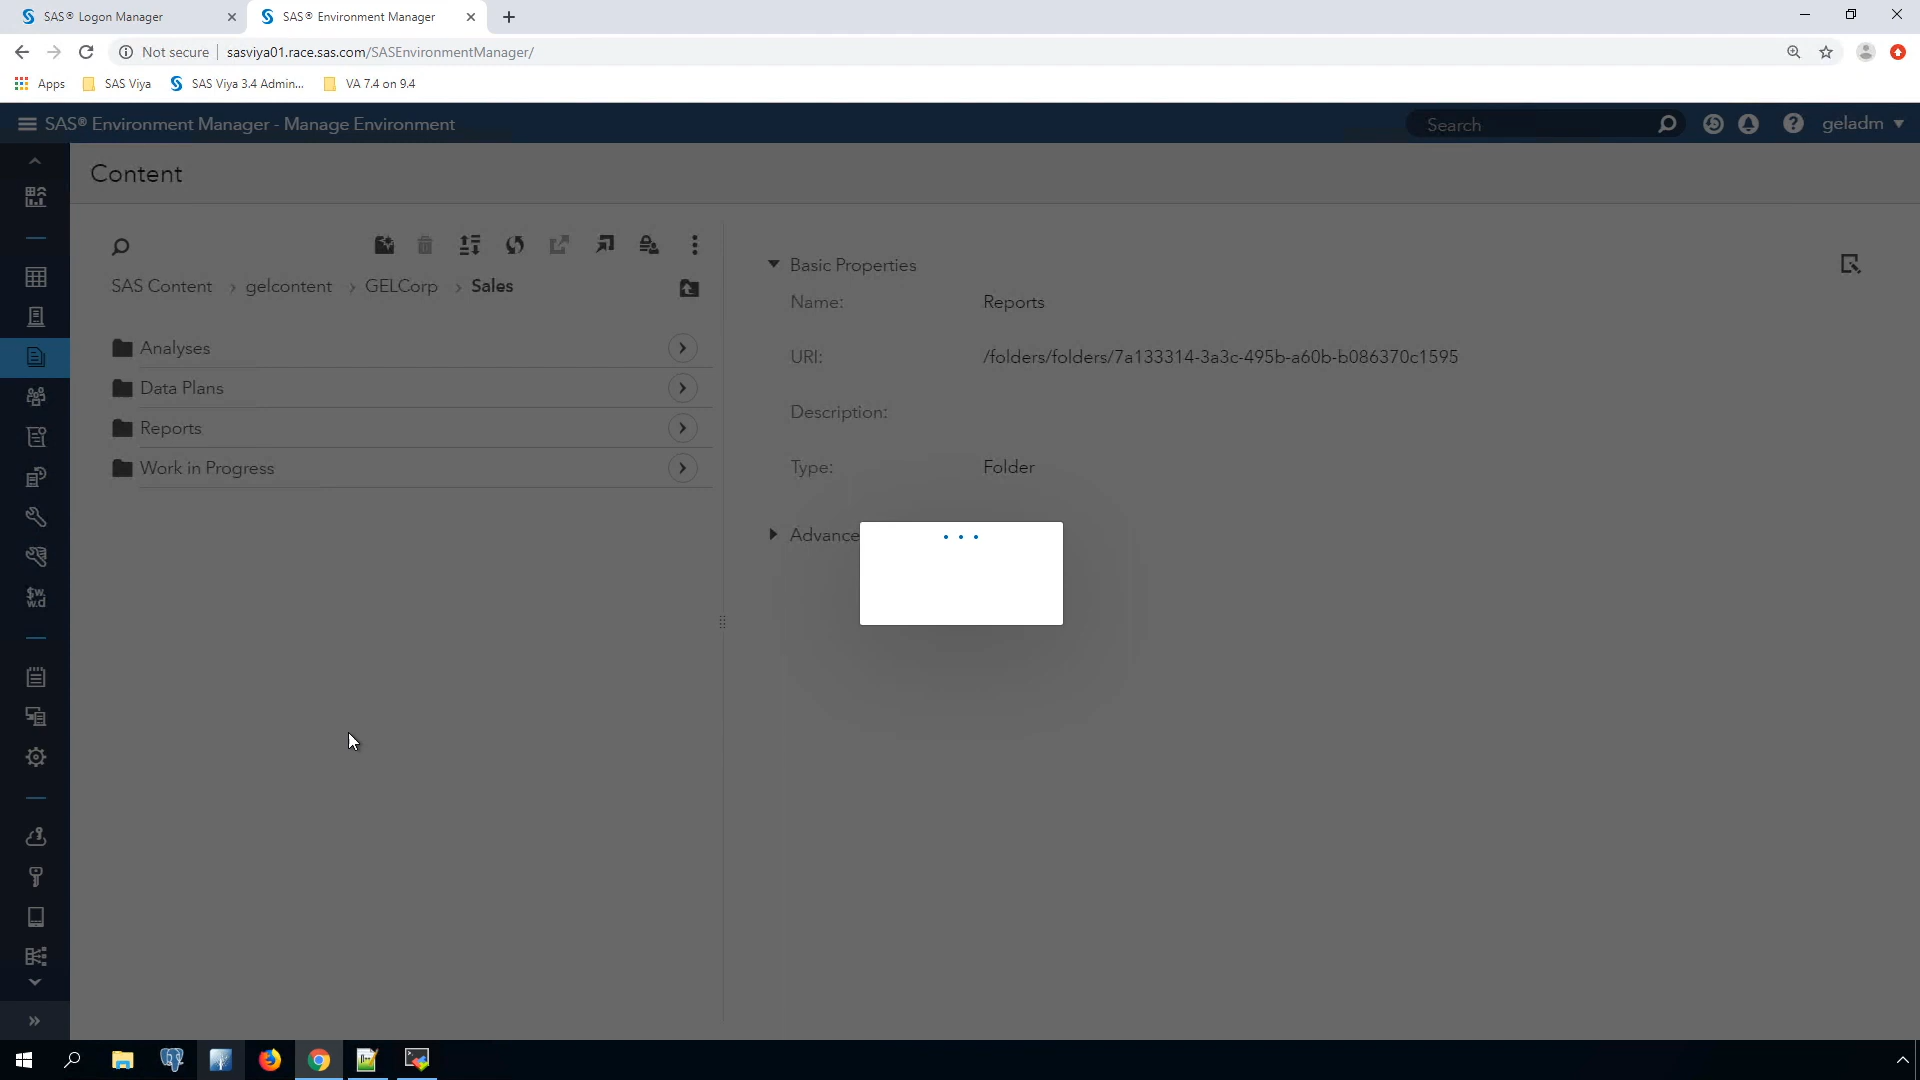 SAS® Logon Manager
SAS® Environment Manager
Not secure
sasviya01.race.sas.com/SASEnvironmentManager/
Apps
SAS Viya
SAS Viya 3.4 Admin...
VA 7.4 on 9.4
SAS® Environment Manager - Manage Environment
Search
geladm
Content
SAS Content > gelcontent > GELCorp > Sales
Analyses
Data Plans
Reports
Work in Progress
Basic Properties
Name: Reports
URI: /folders/folders/7a133314-3a3c-495b-a60b-b086370c1595
Description:
Type: Folder
Advance
$w.
w.d